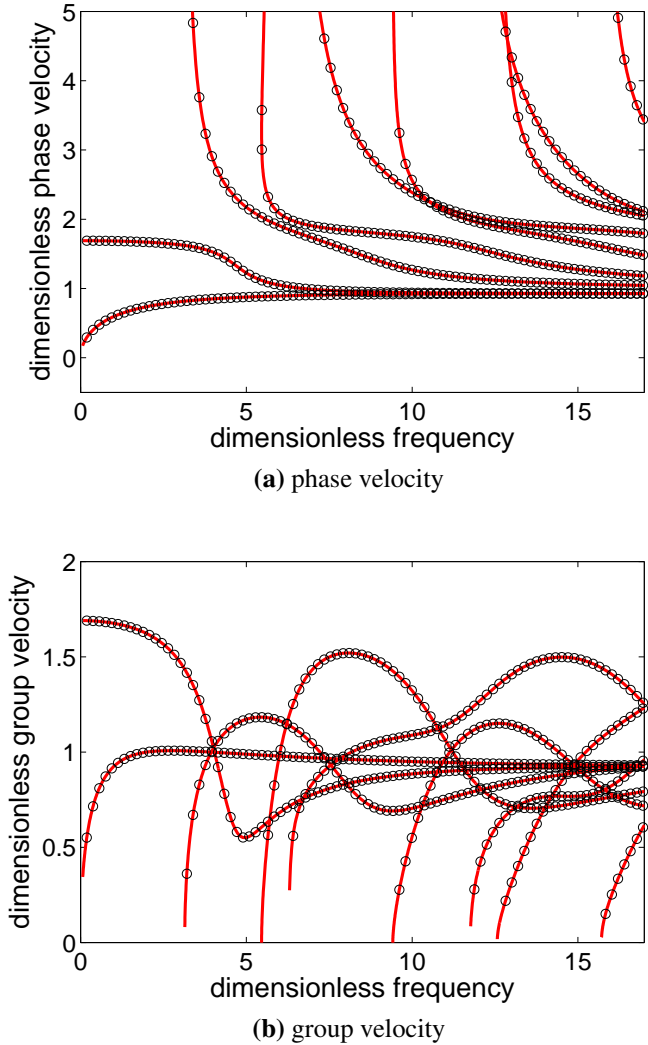 5
4
3
2
1
0
dimensionless phase velocity
0 5 10 15
dimensionless frequency
(a) phase velocity
2
1.5
1
0.5
0
dimensionless group velocity
0 5 10 15
dimensionless frequency
(b) group velocity